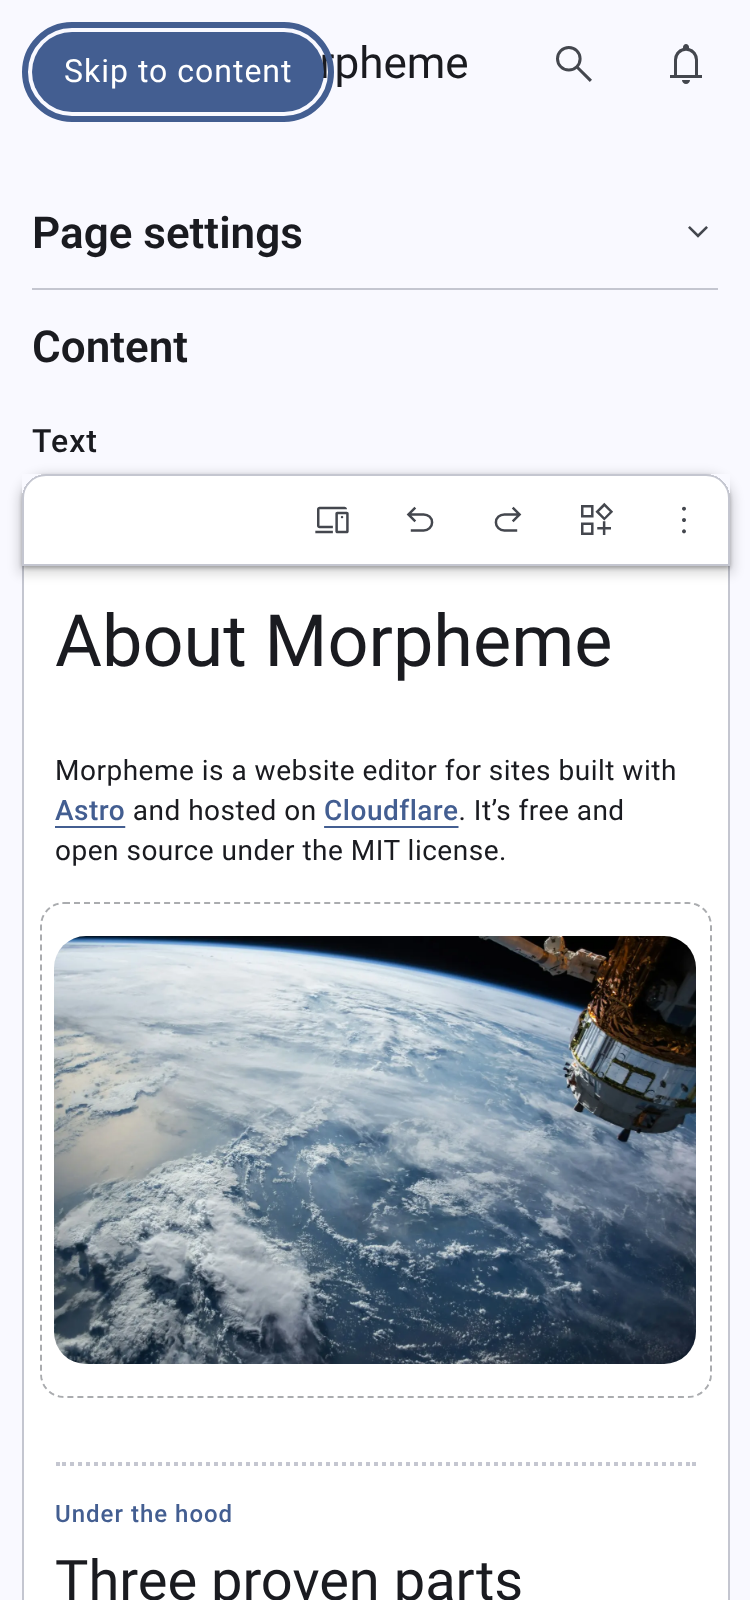 Skip to content
rpheme
Page settings
Content
Text
About Morpheme
Morpheme is a website editor for sites built with
Astro and hosted on Cloudflare. It’s free and
open source under the MIT license.
Under the hood
Three proven parts